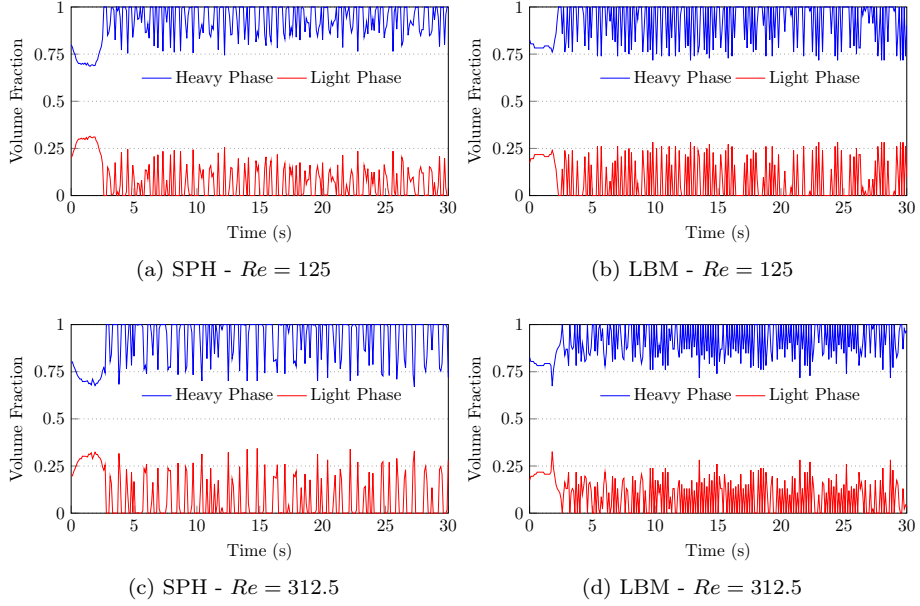 1
0.75
0.5
0.25
0
Volume Fraction
Heavy Phase
Light Phase
0
5
10
15
20
25
30
Time (s)
(a) SPH - Re = 125
1
0.75
0.5
0.25
0
Volume Fraction
Heavy Phase
Light Phase
0
5
10
15
20
25
30
Time (s)
(b) LBM - Re = 125
1
0.75
0.5
0.25
0
Volume Fraction
Heavy Phase
Light Phase
0
5
10
15
20
25
30
Time (s)
(c) SPH - Re = 312.5
1
0.75
0.5
0.25
0
Volume Fraction
Heavy Phase
Light Phase
0
5
10
15
20
25
30
Time (s)
(d) LBM - Re = 312.5